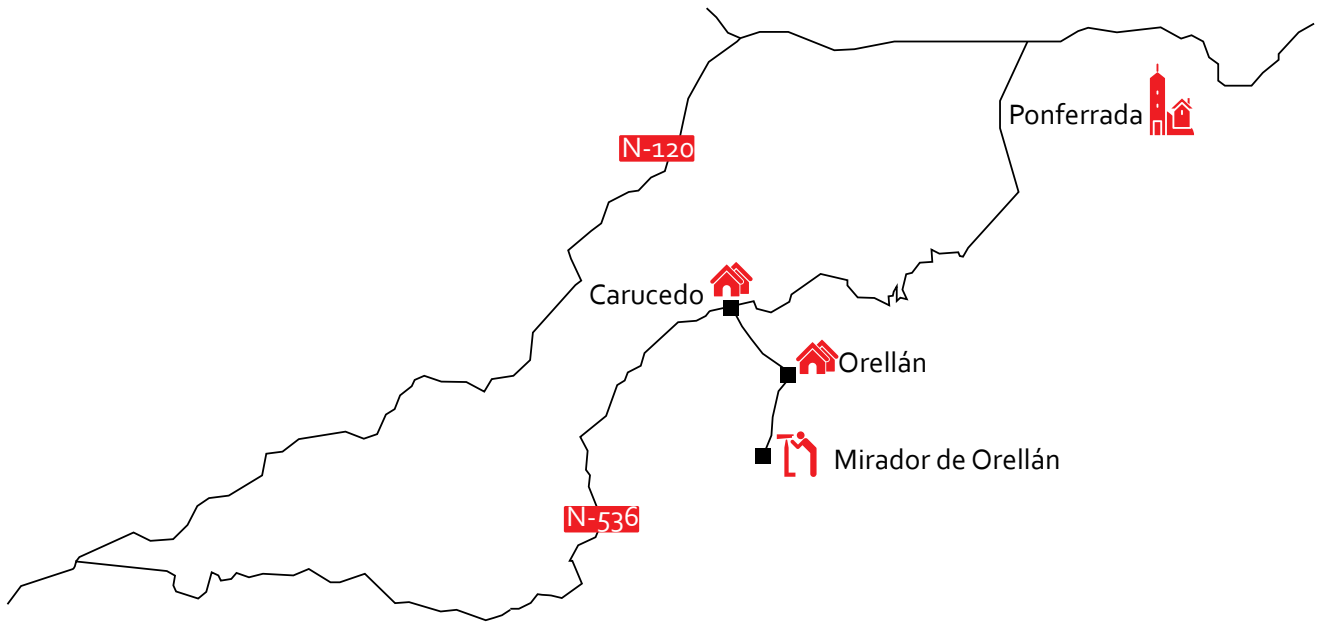 Ponferrada
N-120
Carucedo
Orellán
Mirador de Orellán
N-536